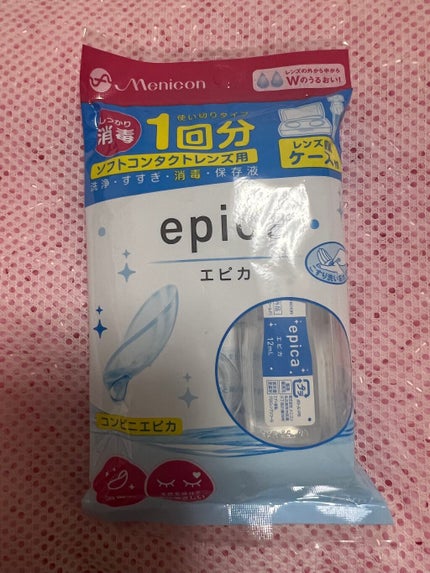 Menicon
レンズの外から中から
Wのうるおい!
しっかり
消毒
使い切りタイプ
1回分
ソフトコンタクトレンズ用
洗浄・すすぎ・消毒・保存液
レンズ
ケース
epica
エピカ
epica
エピカ
12mL
コンビニエピカ